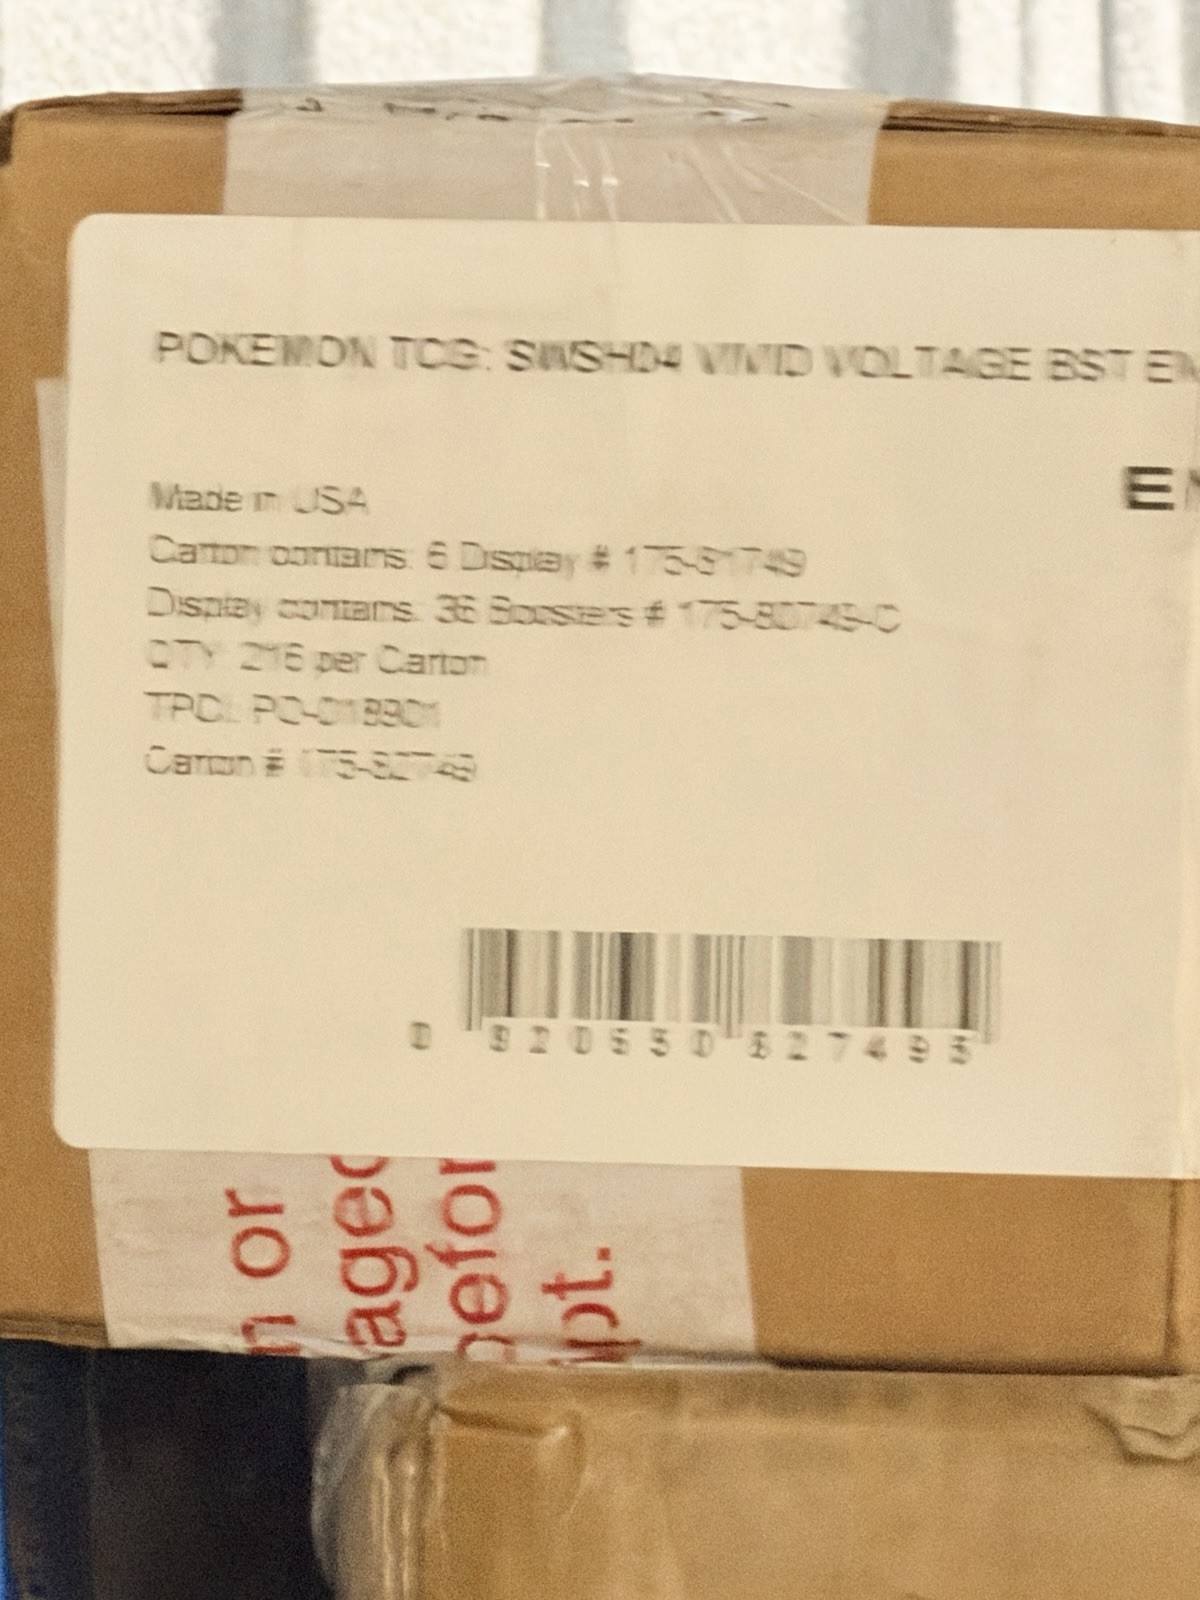 POKEMON TCG: SWSH04 VIVID VOLTAGE BST EN
EN
Made in USA
Carton contains: 6 Display # 175-81749
Display contains: 36 Boosters # 175-80749-C
QTY: 216 per Carton
TPCi: PO-018901
Carton # 175-82749
0 820650 827495
n or
aged
efor
pt.